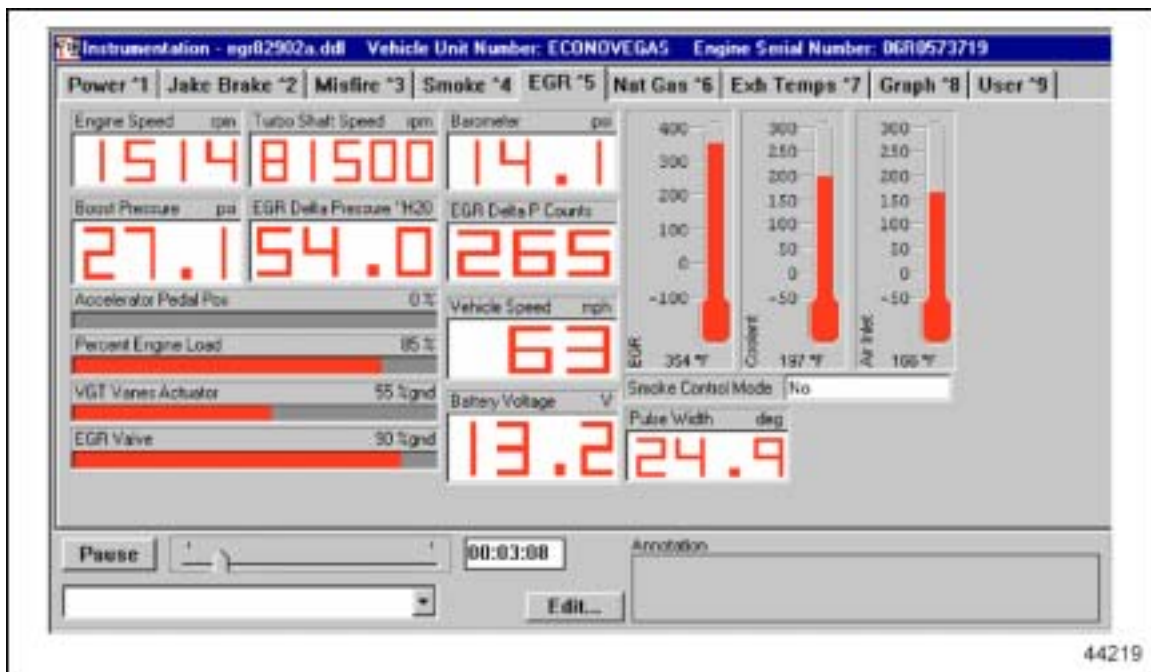 Instrumentation - egr82902a.ddl Vehicle Unit Number: ECONOVEGAS Engine Serial Number: 06R0573719
Power ^1 Jake Brake ^2 Misfire ^3 Smoke ^4 EGR ^5 Nat Gas ^6 Exh Temps ^7 Graph ^8 User ^9
Engine Speed rpm Turbo Shaft Speed rpm Barometer psi
1514 81500 14.1
Boost Pressure psi EGR Delta Pressure "H20 EGR Delta P Counts
27.1 54.0 265
Accelerator Pedal Pos 0 %
Percent Engine Load 85 %
VGT Vanes Actuator 55 %gnd
EGR Valve 90 %gnd
Vehicle Speed mph
63
Battery Voltage V
13.2
400
300
200
100
0
-100
EGR
354 °F
300
250
200
150
100
50
0
-50
Coolant
197 °F
300
250
200
150
100
50
0
-50
Air Inlet
166 °F
Smoke Control Mode No
Pulse Width deg
24.9
Pause 00:03:08 Annotation
Edit...
44219